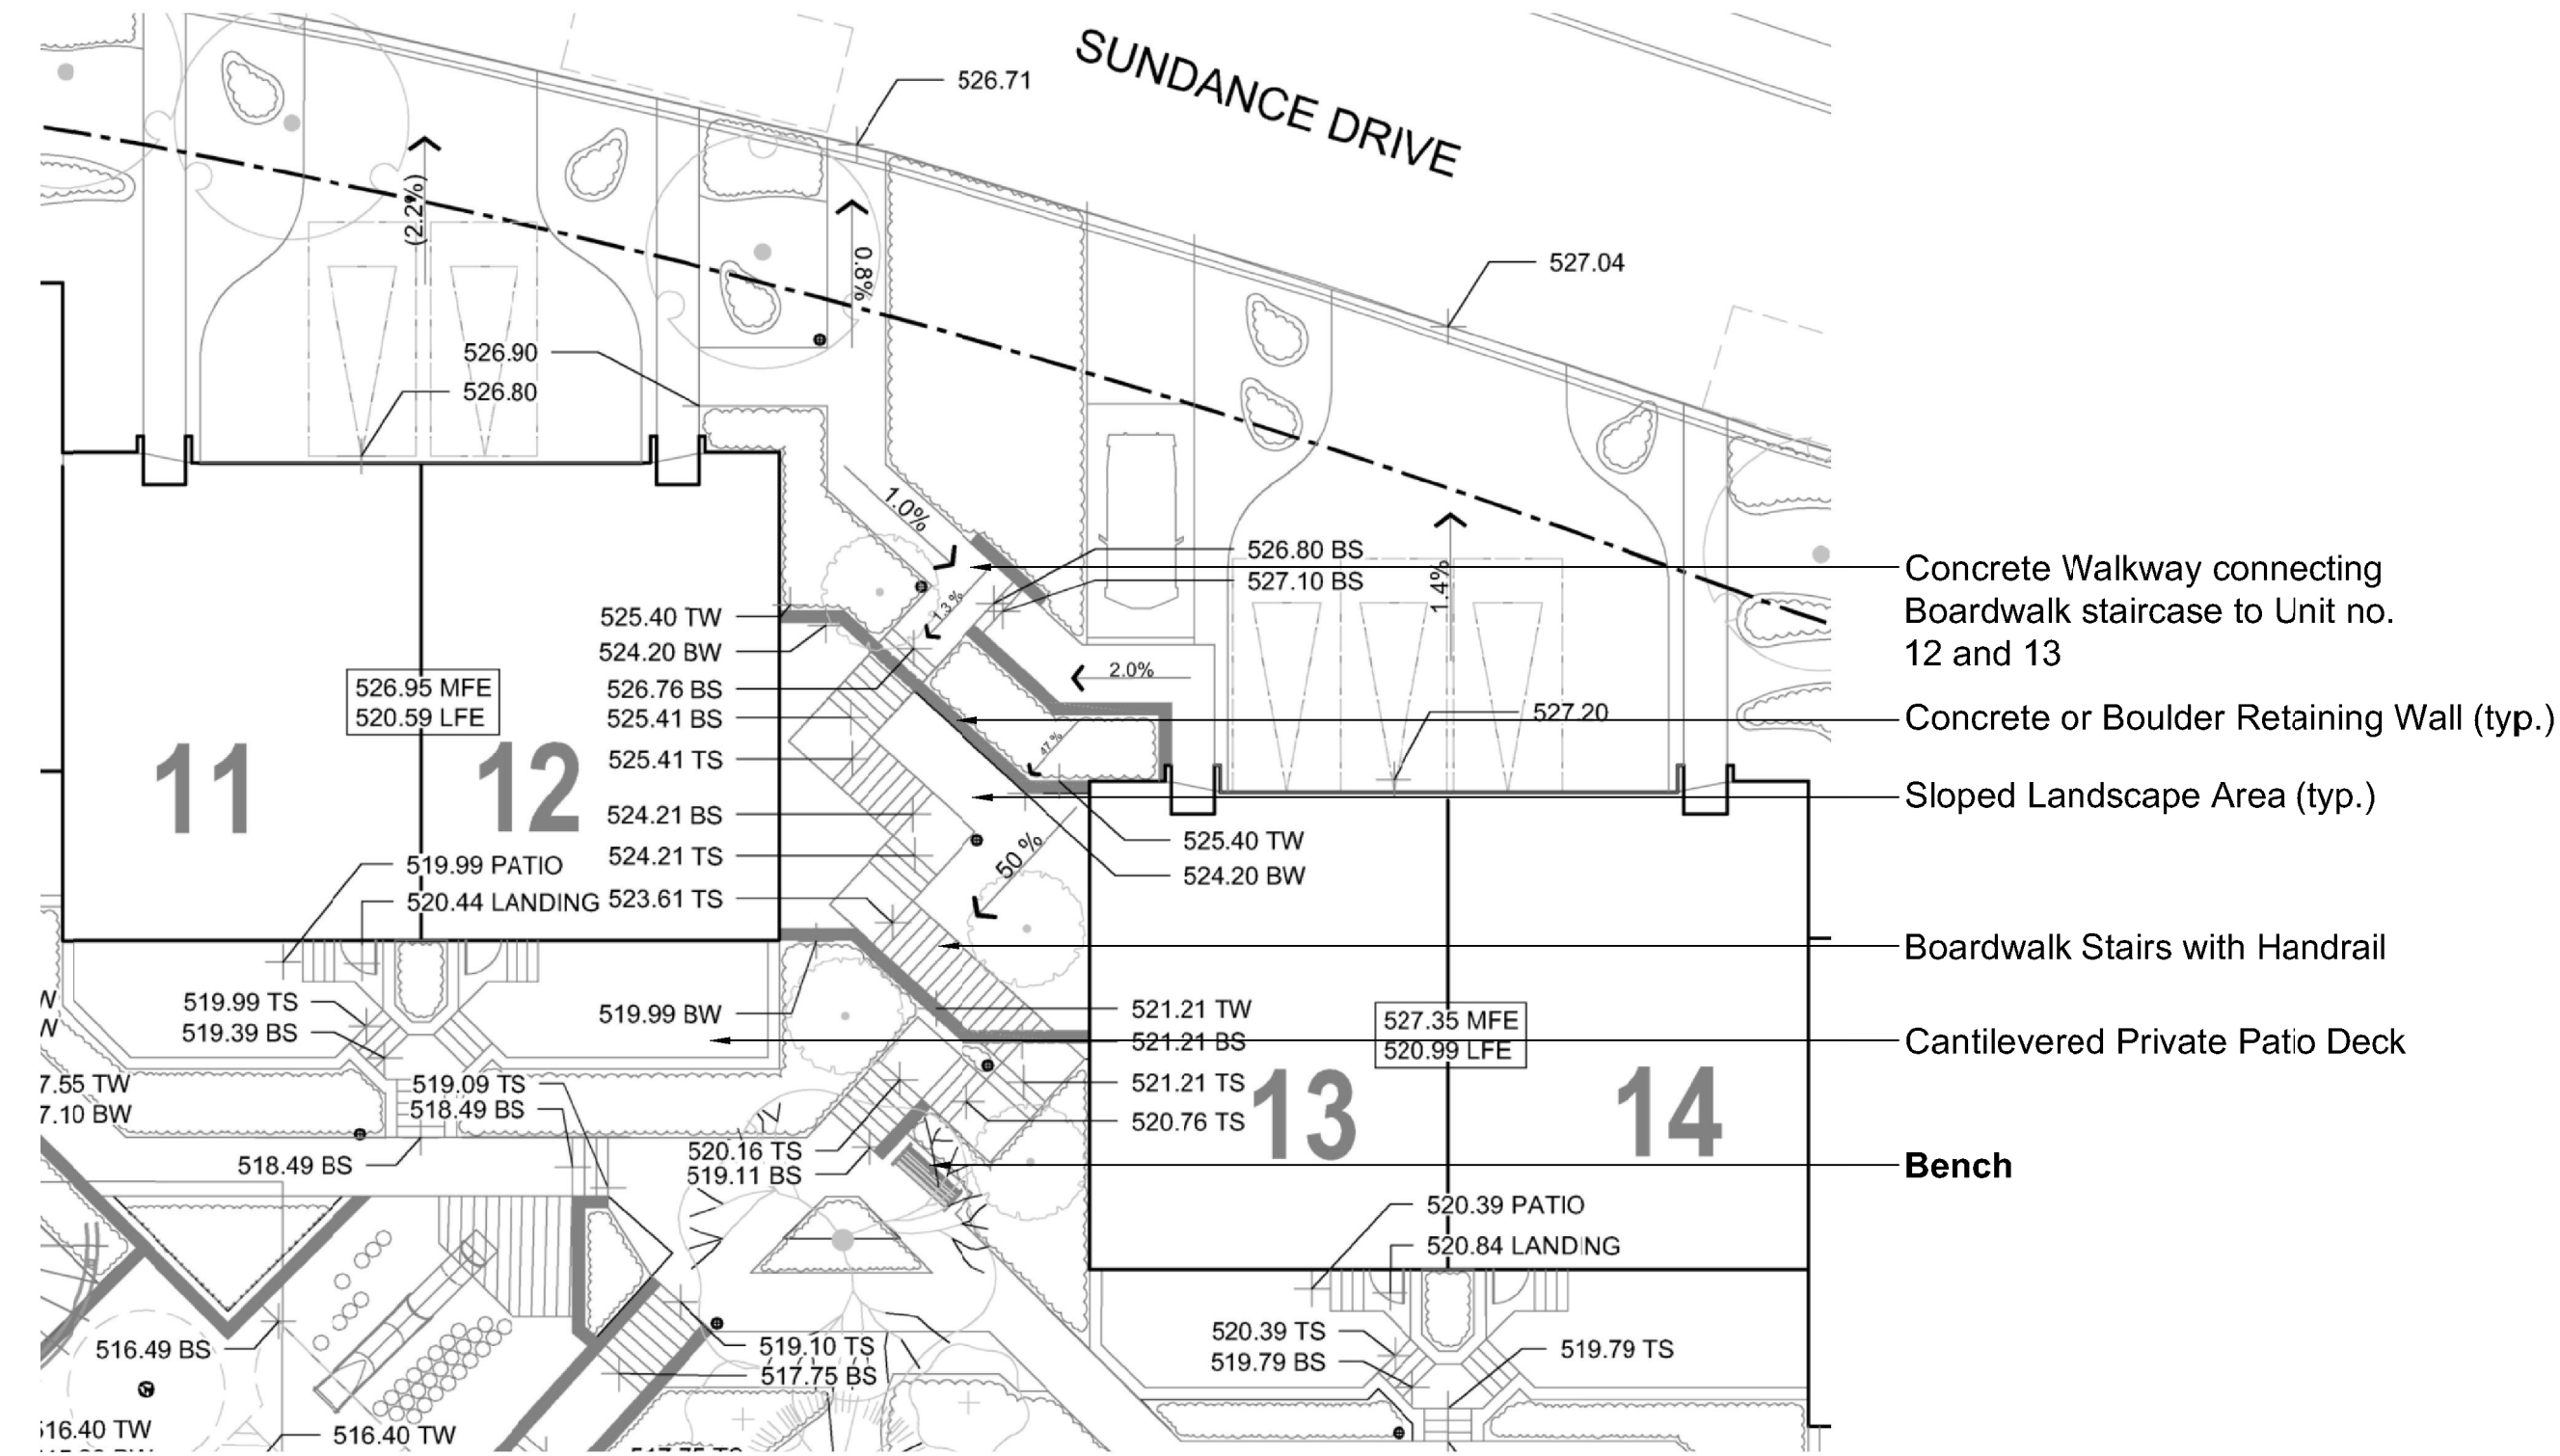 SUNDANCE DRIVE
526.71
527.04
(2.2%)
0.8%
526.90
526.80
1.0%
526.80 BS
527.10 BS
1.3 %
1.4%
Concrete Walkway connecting
Boardwalk staircase to Unit no.
12 and 13
525.40 TW
524.20 BW
2.0%
526.95 MFE
520.59 LFE
526.76 BS
525.41 BS
527.20
Concrete or Boulder Retaining Wall (typ.)
47 %
11
12
525.41 TS
Sloped Landscape Area (typ.)
524.21 BS
525.40 TW
524.20 BW
524.21 TS
50 %
519.99 PATIO
520.44 LANDING
523.61 TS
Boardwalk Stairs with Handrail
519.99 TS
519.39 BS
519.99 BW
521.21 TW
521.21 BS
527.35 MFE
520.99 LFE
Cantilevered Private Patio Deck
7.55 TW
7.10 BW
519.09 TS
518.49 BS
521.21 TS
520.76 TS
13
14
518.49 BS
520.16 TS
519.11 BS
Bench
520.39 PATIO
520.84 LANDING
516.49 BS
519.10 TS
517.75 BS
520.39 TS
519.79 BS
519.79 TS
516.40 TW
516.40 TW